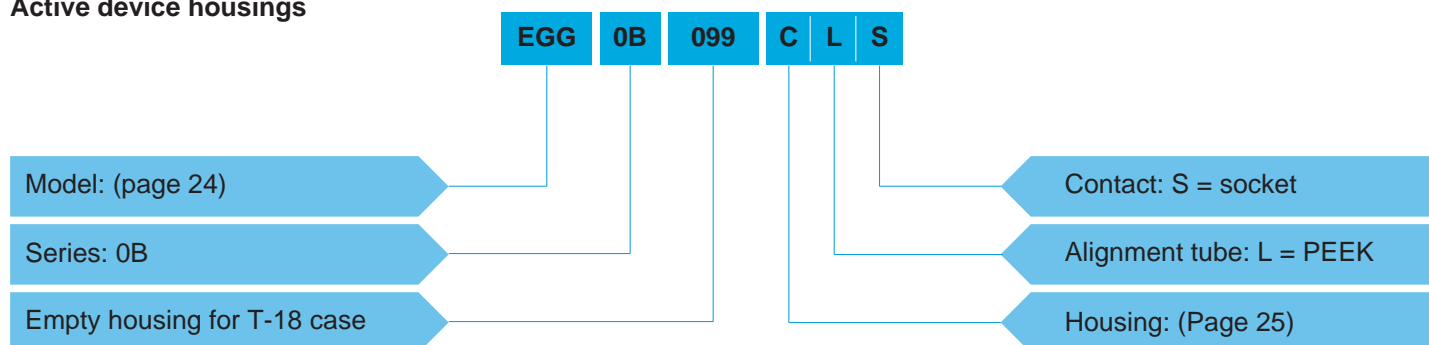 Active device housings
EGG 0B 099 C L S
Model: (page 24)
Series: 0B
Empty housing for T-18 case
Contact: S = socket
Alignment tube: L = PEEK
Housing: (Page 25)